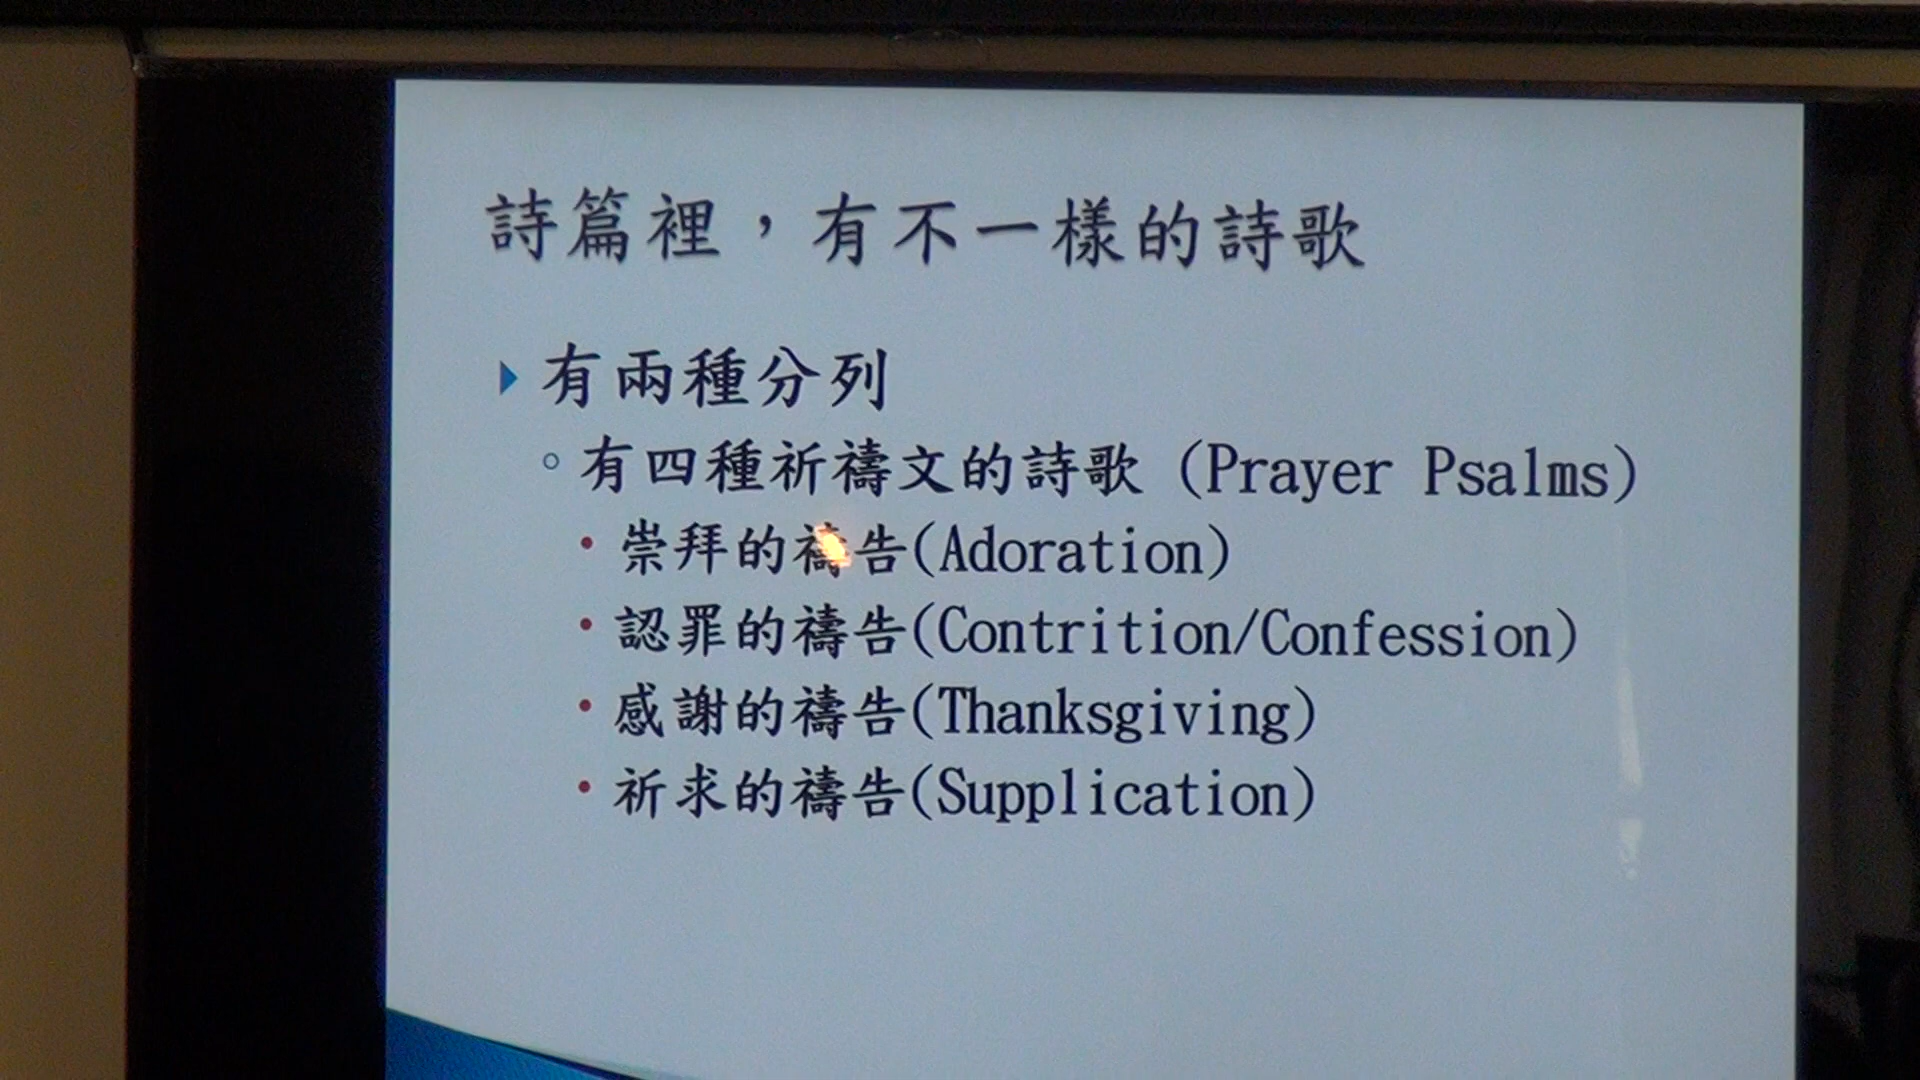 詩篇裡，有不一樣的詩歌
有兩種分列
有四種祈禱文的詩歌 (Prayer Psalms)
崇拜的禱告(Adoration)
認罪的禱告(Contrition/Confession)
感謝的禱告(Thanksgiving)
祈求的禱告(Supplication)